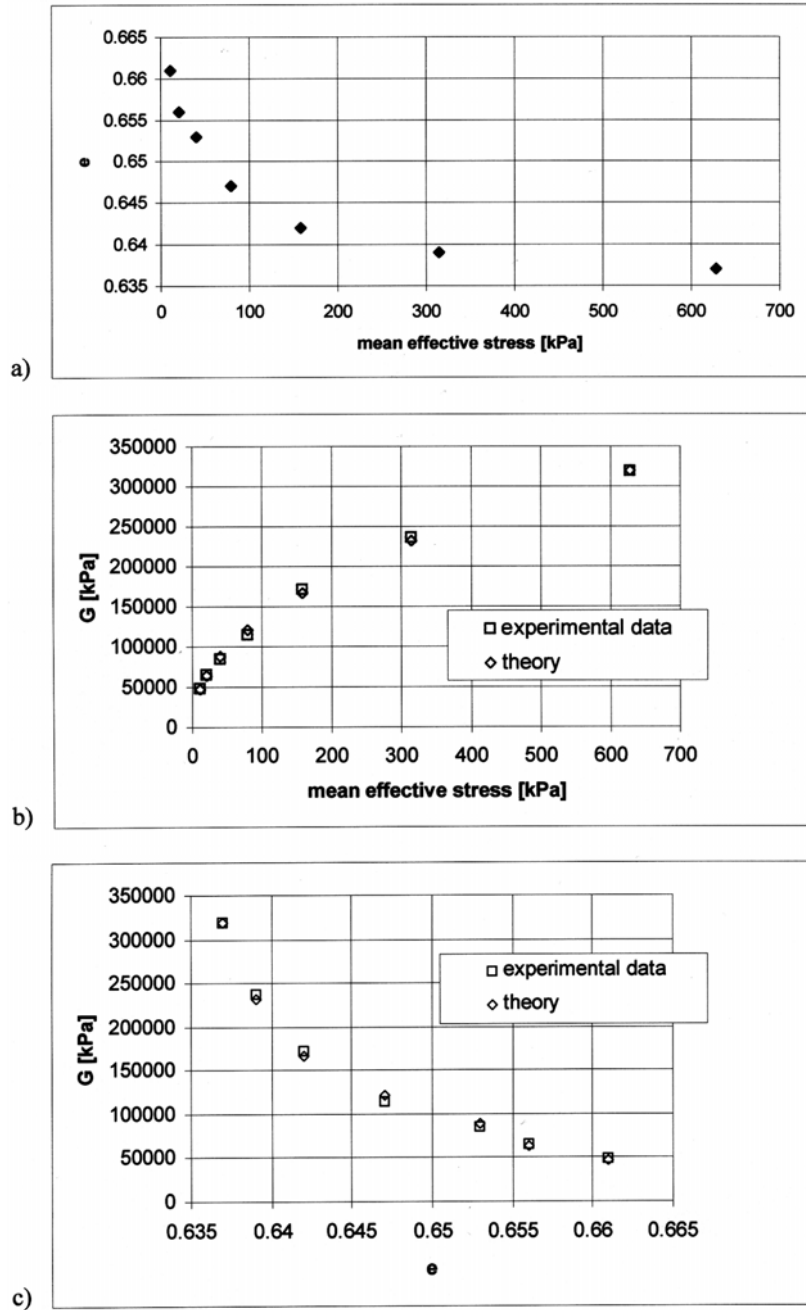 0.665
0.66
0.655
0.65
0.645
0.64
0.635
e
0 100 200 300 400 500 600 700
mean effective stress [kPa]
a)
350000
300000
250000
200000
150000
100000
50000
0
G [kPa]
experimental data
theory
0 100 200 300 400 500 600 700
mean effective stress [kPa]
b)
350000
300000
250000
200000
150000
100000
50000
0
G [kPa]
experimental data
theory
0.635 0.64 0.645 0.65 0.655 0.66 0.665
e
c)